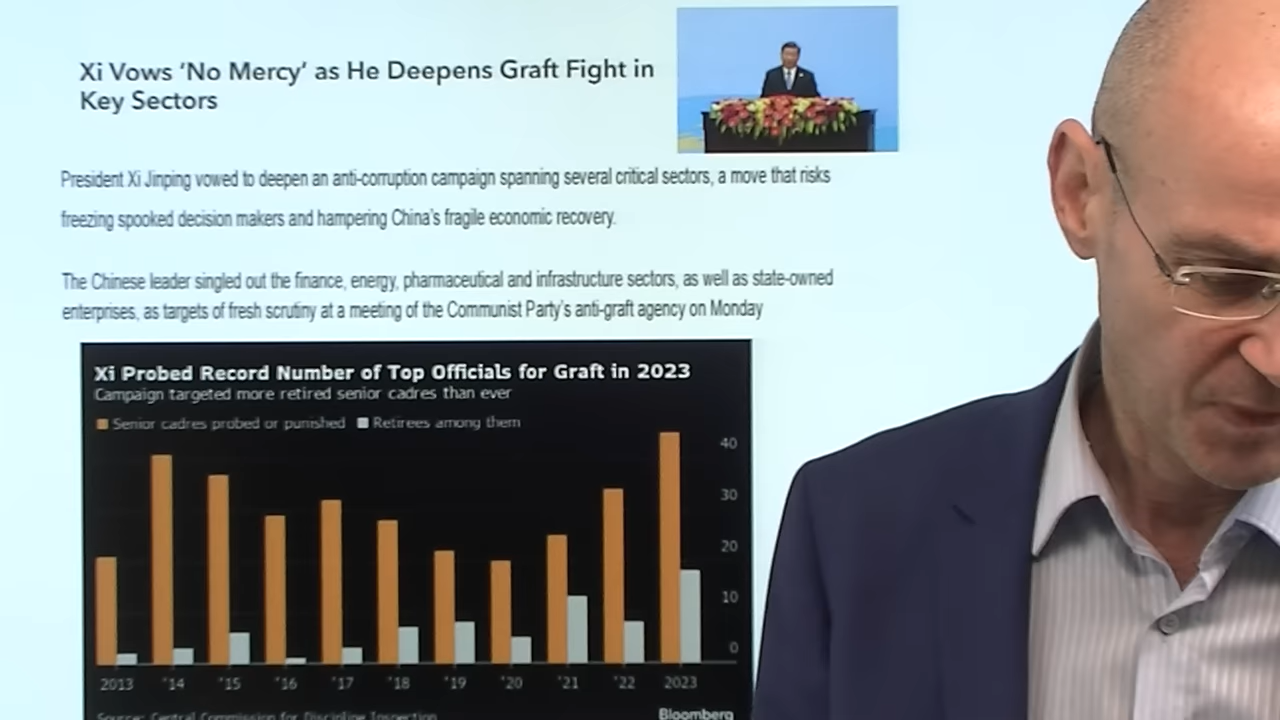 Xi Vows ‘No Mercy’ as He Deepens Graft Fight in
Key Sectors
President Xi Jinping vowed to deepen an anti-corruption campaign spanning several critical sectors, a move that risks
freezing spooked decision makers and hampering China's fragile economic recovery.
The Chinese leader singled out the finance, energy, pharmaceutical and infrastructure sectors, as well as state-owned
enterprises, as targets of fresh scrutiny at a meeting of the Communist Party's anti-graft agency on Monday
Xi Probed Record Number of Top Officials for Graft in 2023
Campaign targeted more retired senior cadres than ever
Senior cadres probed or punished Retirees among them
40
30
20
10
0
2013 '14 '15 '16 '17 '18 '19 '20 '21 '22 2023
Source: Central Commission for Discipline Inspection
Bloomberg